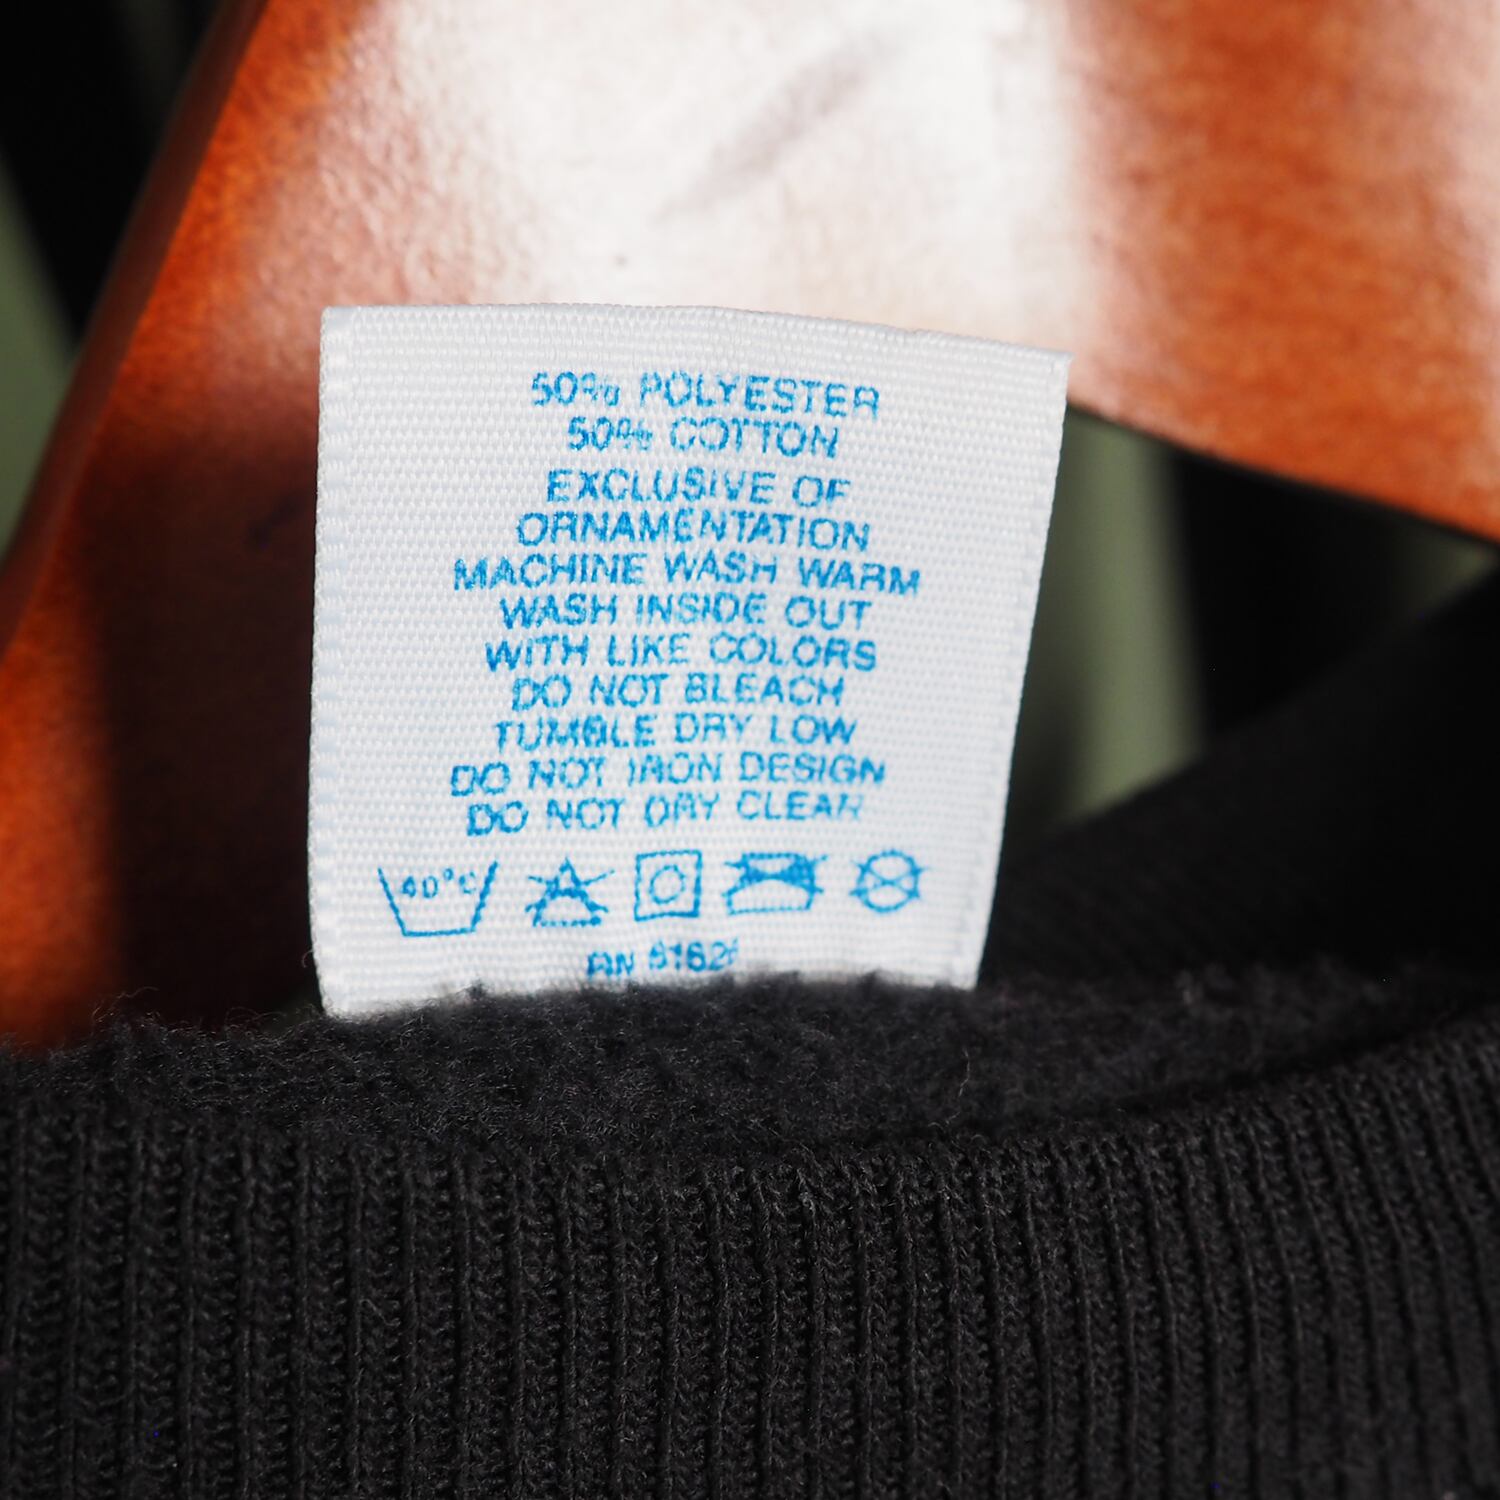 50% POLYESTER
50% COTTON
EXCLUSIVE OF
ORNAMENTATION
MACHINE WASH WARM
WASH INSIDE OUT
WITH LIKE COLORS
DO NOT BLEACH
TUMBLE DRY LOW
DO NOT IRON DESIGN
DO NOT DRY CLEAN
40°C
RN